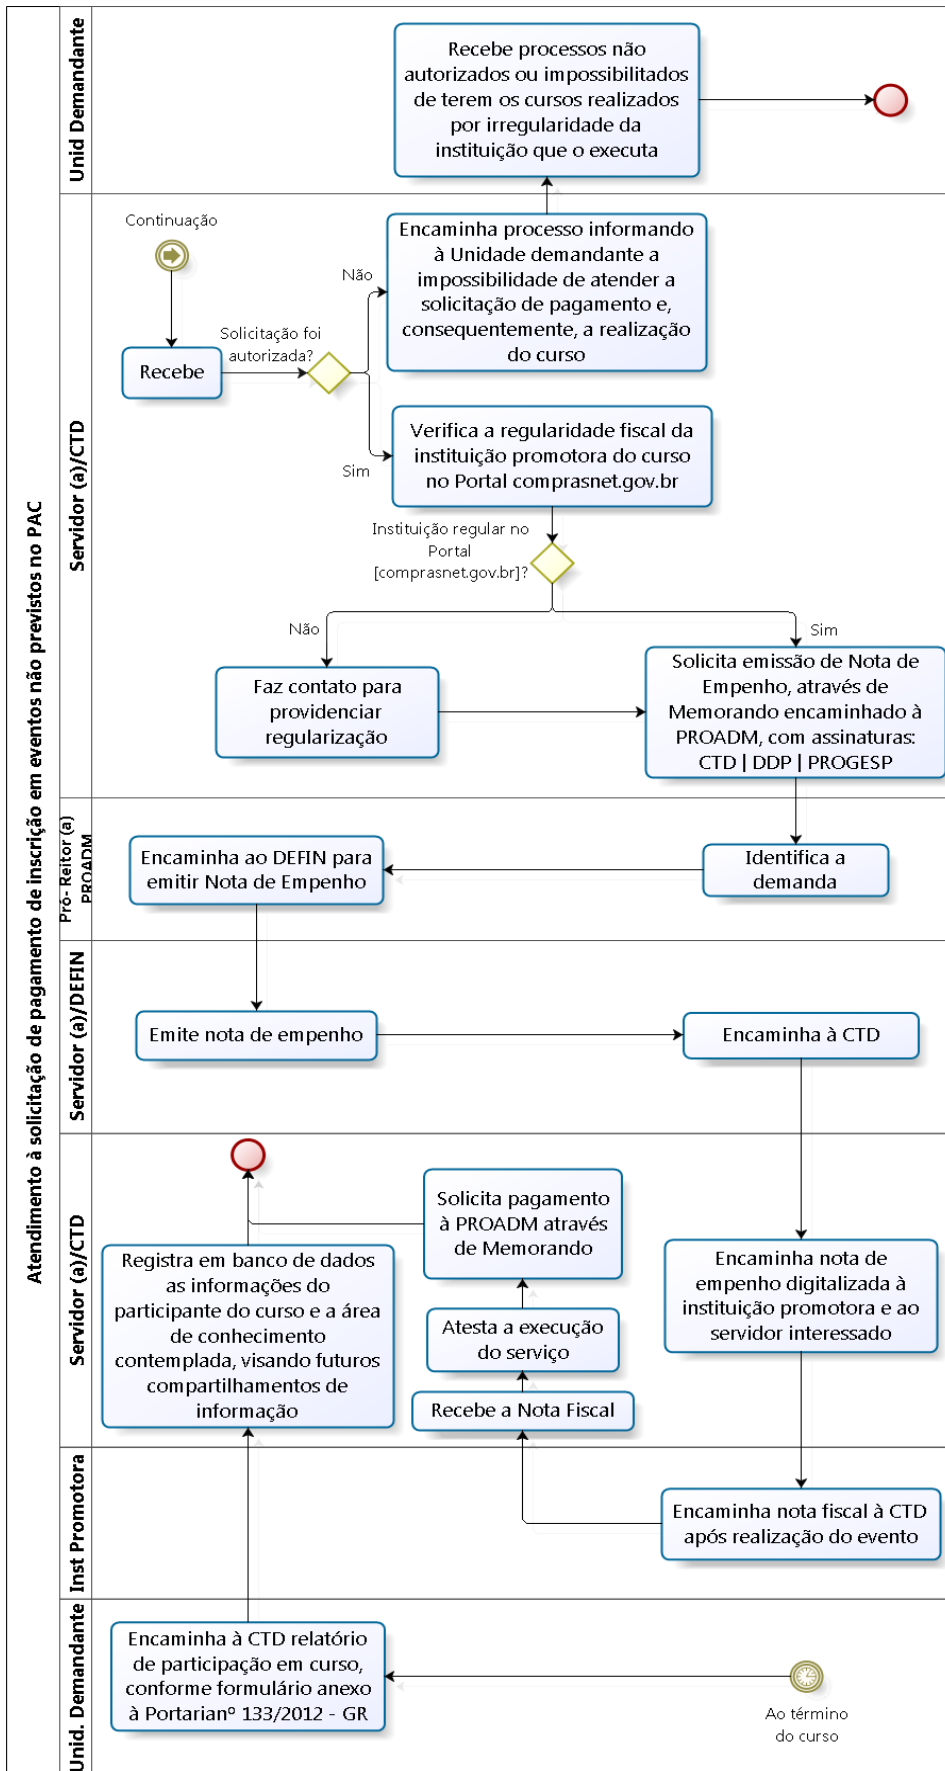 Atendimento à solicitação de pagamento de inscrição em eventos não previstos no PAC
Unid Demandante
Recebe processos não
autorizados ou impossibilitados
de terem os cursos realizados
por irregularidade da
instituição que o executa
Servidor (a)/CTD
Continuação
Recebe
Solicitação foi
autorizada?
Não
Encaminha processo informando
à Unidade demandante a
impossibilidade de atender a
solicitação de pagamento e,
consequentemente, a realização
do curso
Sim
Verifica a regularidade fiscal da
instituição promotora do curso
no Portal comprasnet.gov.br
Instituição regular no
Portal
[comprasnet.gov.br]?
Não
Sim
Faz contato para
providenciar
regularização
Solicita emissão de Nota de
Empenho, através de
Memorando encaminhado à
PROADM, com assinaturas:
CTD | DDP | PROGESP
Pró- Reitor (a)
PROADM
Encaminha ao DEFIN para
emitir Nota de Empenho
Identifica a
demanda
Servidor (a)/DEFIN
Emite nota de empenho
Encaminha à CTD
Servidor (a)/CTD
Registra em banco de dados
as informações do
participante do curso e a área
de conhecimento
contemplada, visando futuros
compartilhamentos de
informação
Solicita pagamento
à PROADM através
de Memorando
Atesta a execução
do serviço
Recebe a Nota Fiscal
Encaminha nota de
empenho digitalizada à
instituição promotora e ao
servidor interessado
Inst Promotora
Encaminha nota fiscal à CTD
após realização do evento
Unid. Demandante
Encaminha à CTD relatório
de participação em curso,
conforme formulário anexo
à Portarianº 133/2012 - GR
Ao término
do curso